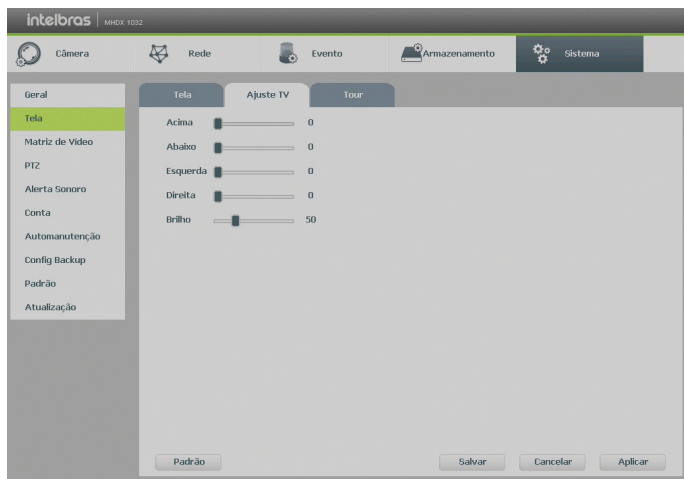 intelbras MHDX 1032
Câmera Rede Evento Armazenamento Sistema
Geral
Tela
Matriz de Vídeo
PTZ
Alerta Sonoro
Conta
Automanutenção
Config Backup
Padrão
Atualização
Tela Ajuste TV Tour
Acima 0
Abaixo 0
Esquerda 0
Direita 0
Brilho 50
Padrão Salvar Cancelar Aplicar